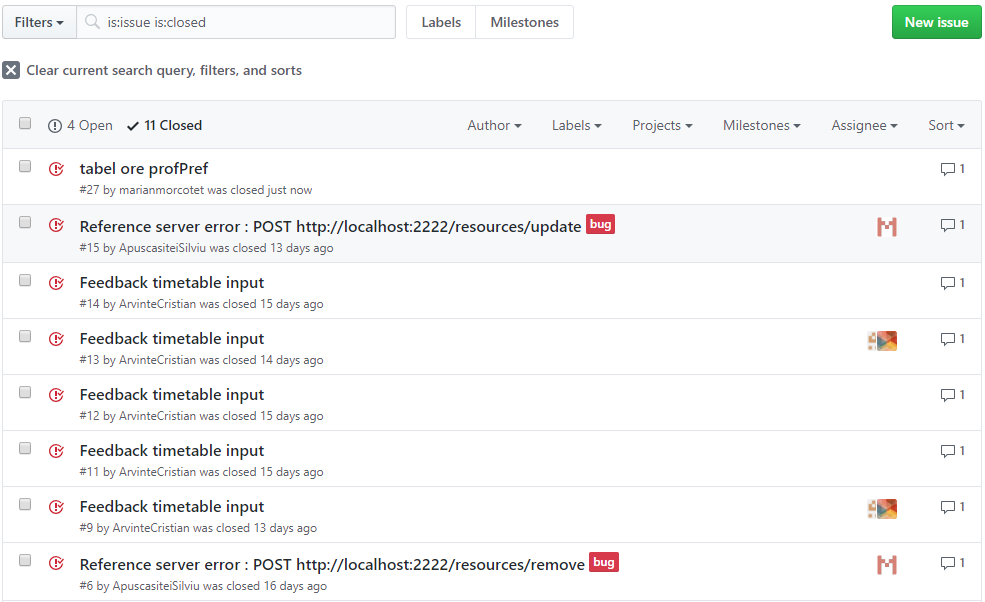 Filters is:issue is:closed Labels Milestones New issue
Clear current search query, filters, and sorts
4 Open 11 Closed Author Labels Projects Milestones Assignee Sort
tabel ore profPref 1
#27 by marianmorcotet was closed just now
Reference server error : POST http://localhost:2222/resources/update bug 1
#15 by ApuscasiteiSilviu was closed 13 days ago
Feedback timetable input 1
#14 by ArvinteCristian was closed 15 days ago
Feedback timetable input 1
#13 by ArvinteCristian was closed 14 days ago
Feedback timetable input 1
#12 by ArvinteCristian was closed 15 days ago
Feedback timetable input 1
#11 by ArvinteCristian was closed 15 days ago
Feedback timetable input 1
#9 by ArvinteCristian was closed 13 days ago
Reference server error : POST http://localhost:2222/resources/remove bug 1
#6 by ApuscasiteiSilviu was closed 16 days ago